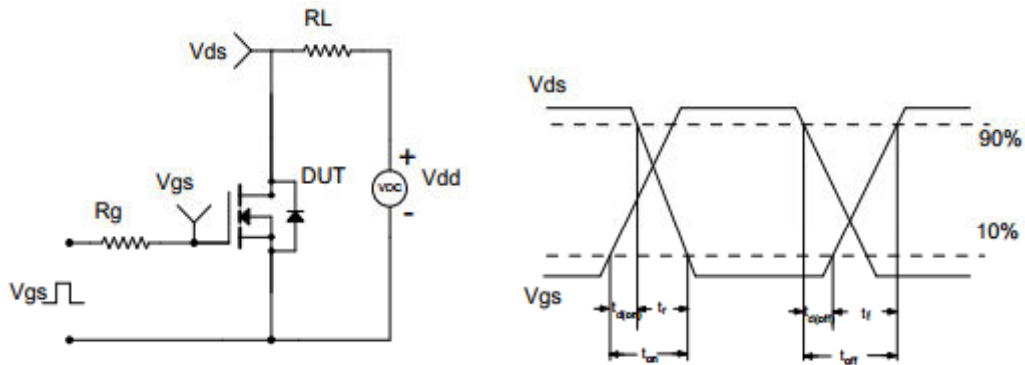 RL
Vds
+
Vdd
VDC
-
DUT
Vgs
Rg
Vgs
Vds
90%
10%
Vgs
td(on) tr
td(off) tf
ton
toff